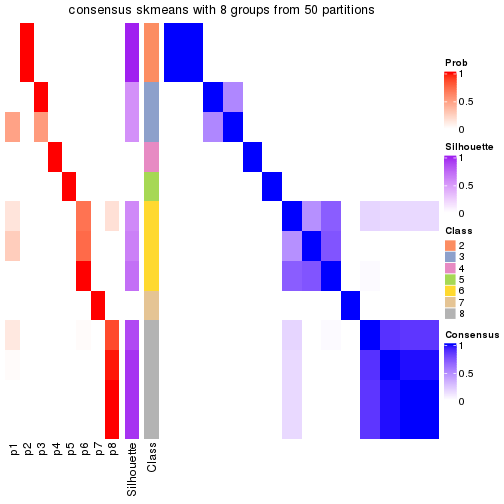 consensus skmeans with 8 groups from 50 partitions
Prob
1
0.5
0
Silhouette
1
0.5
0
Class
2
3
4
5
6
7
8
Consensus
1
0.5
0
p1
p2
p3
p4
p5
p6
p7
p8
Silhouette
Class